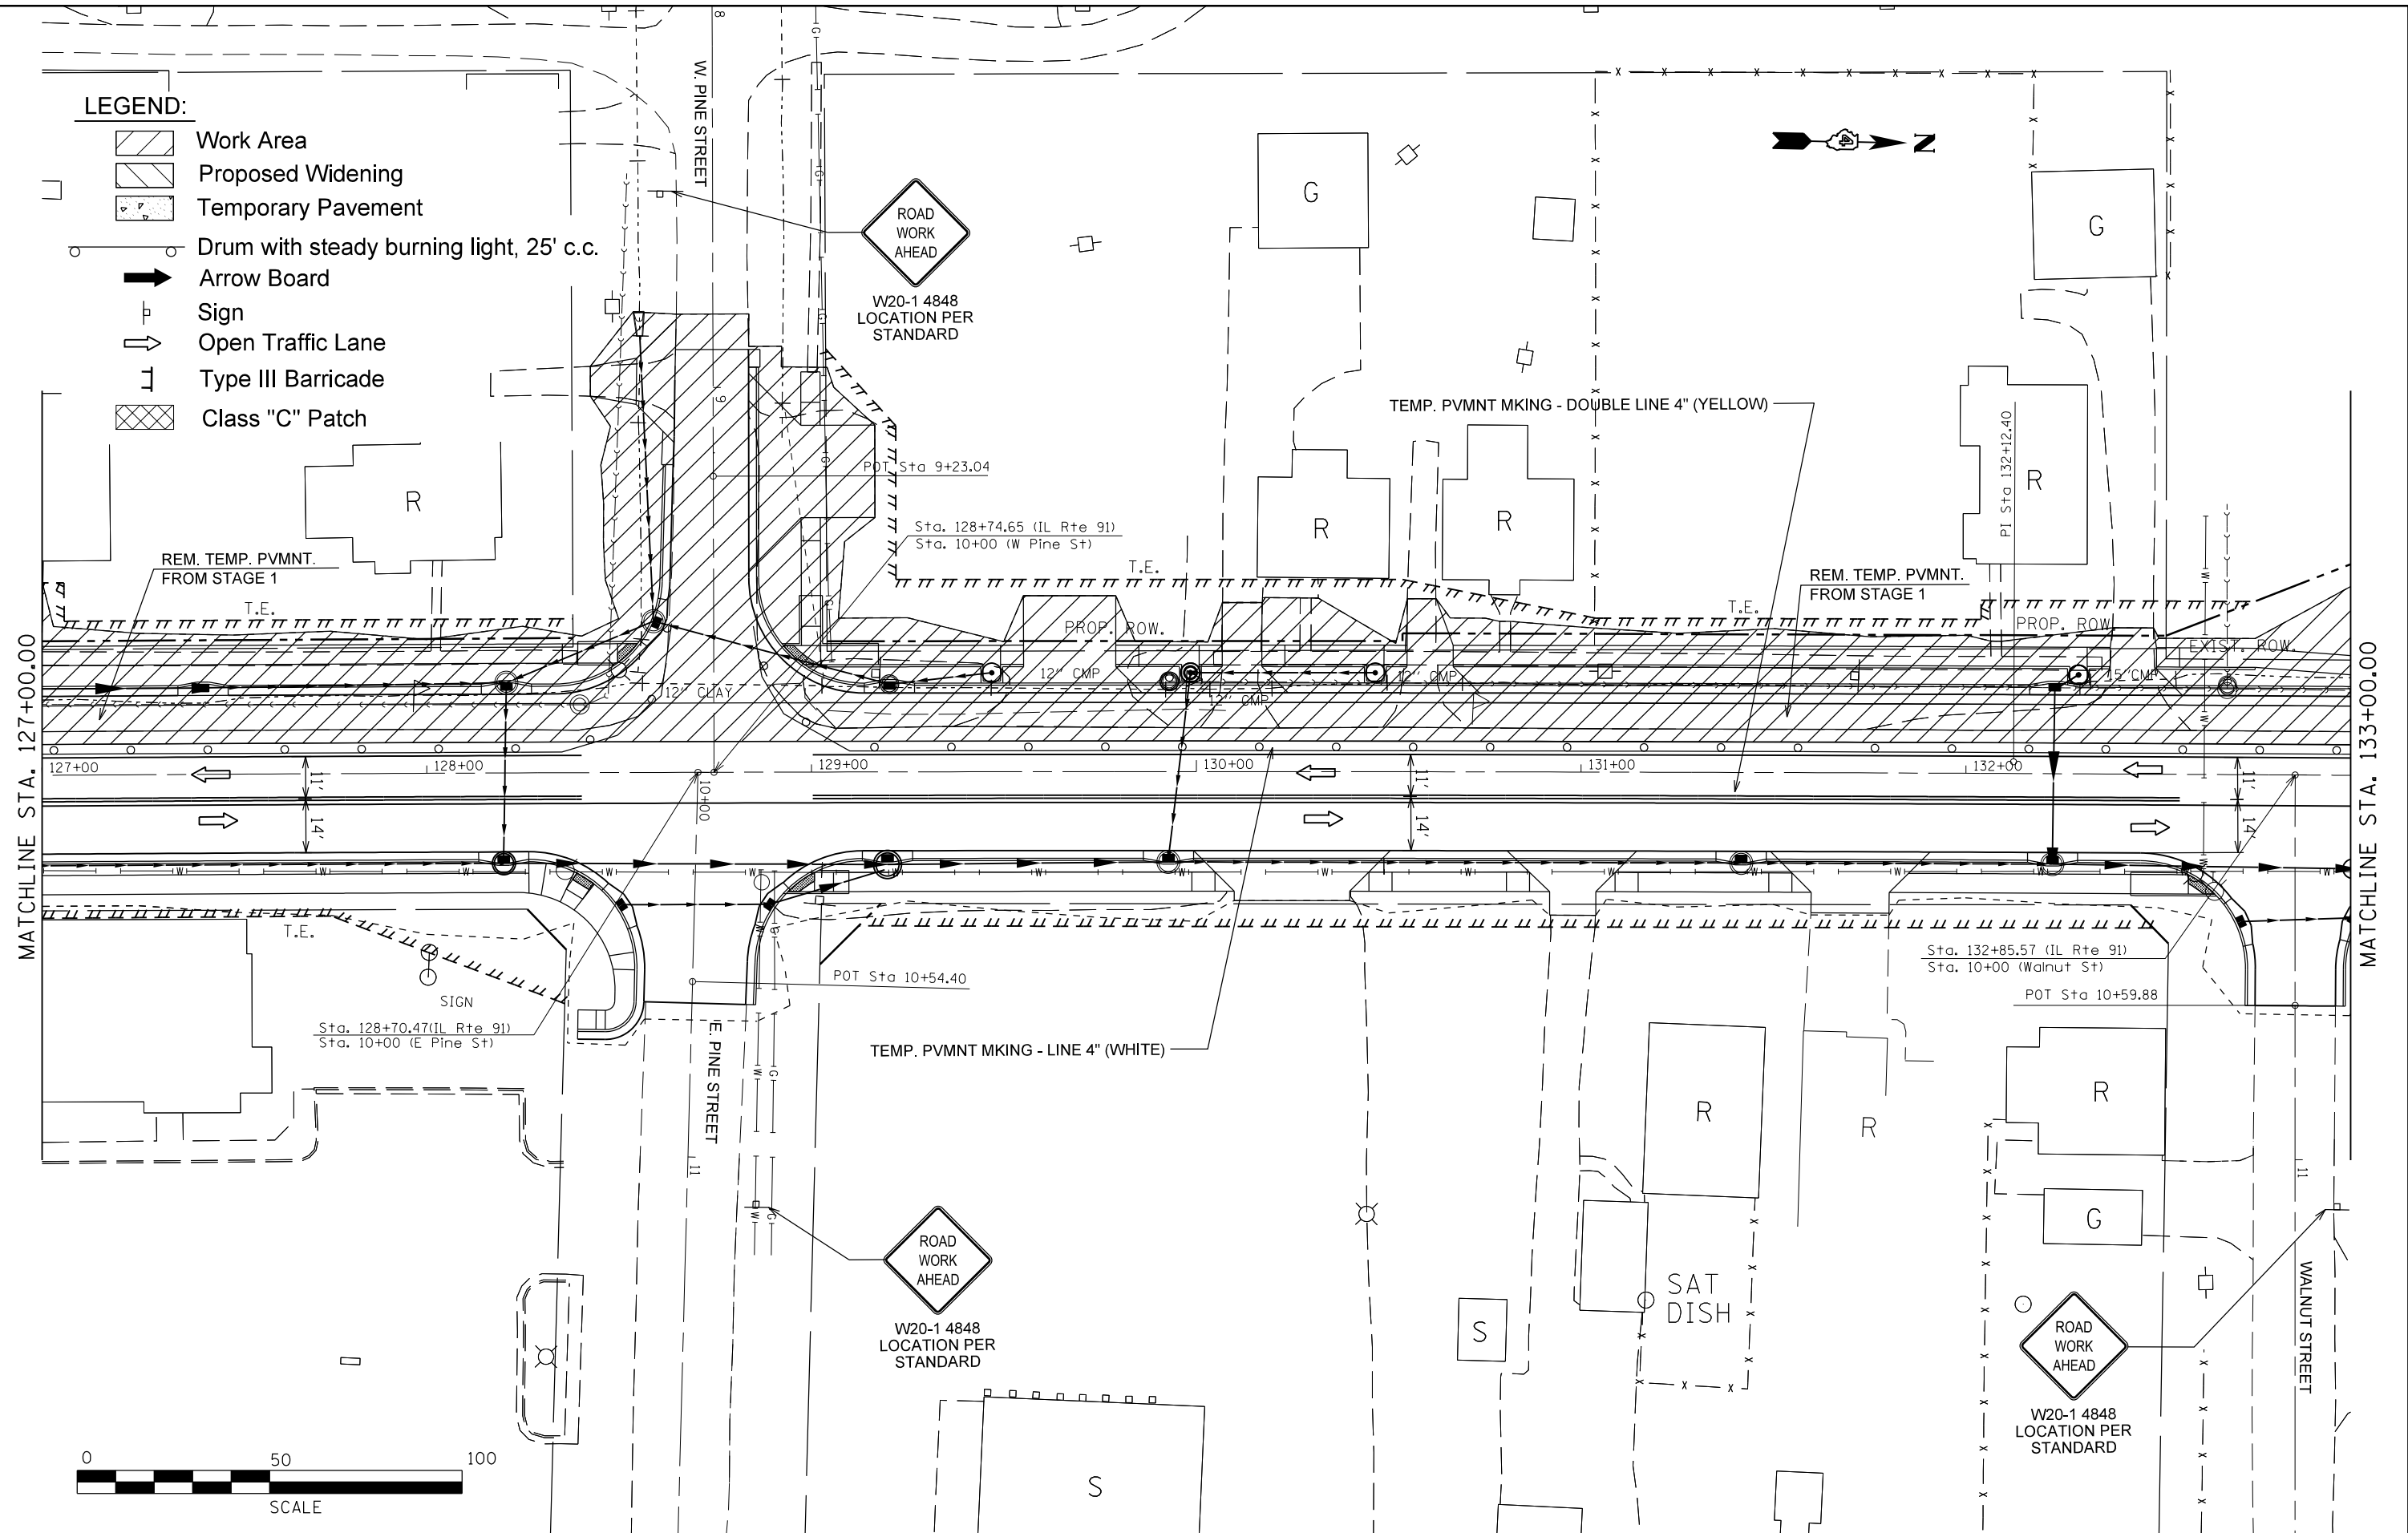 LEGEND:
Work Area
Proposed Widening
Temporary Pavement
Drum with steady burning light, 25' c.c.
Arrow Board
Sign
Open Traffic Lane
Type III Barricade
Class "C" Patch
W. PINE STREET
8
9
G
G
G
G
G
ROAD
WORK
AHEAD
W20-1 4848
LOCATION PER
STANDARD
N
G
G
R
R
R
R
TEMP. PVMNT MKING - DOUBLE LINE 4" (YELLOW)
PI Sta 132+12.40
POT Sta 9+23.04
Sta. 128+74.65 (IL Rte 91)
Sta. 10+00 (W Pine St)
REM. TEMP. PVMNT.
FROM STAGE 1
REM. TEMP. PVMNT.
FROM STAGE 1
T.E.
T.E.
T.E.
PROP. ROW.
PROP. ROW
EXIST. ROW.
12" CLAY
12" CMP
12" CMP
12" CMP
15"CMP
MATCHLINE STA. 127+00.00
MATCHLINE STA. 133+00.00
127+00
128+00
129+00
130+00
131+00
132+00
11'
14'
11'
14'
11'
14'
10+00
W
W
W
W
W
W
W
W
W
W
W
W
T.E.
SIGN
Sta. 128+70.47(IL Rte 91)
Sta. 10+00 (E Pine St)
POT Sta 10+54.40
Sta. 132+85.57 (IL Rte 91)
Sta. 10+00 (Walnut St)
POT Sta 10+59.88
TEMP. PVMNT MKING - LINE 4" (WHITE)
E. PINE STREET
11
W
G
W
G
ROAD
WORK
AHEAD
W20-1 4848
LOCATION PER
STANDARD
R
R
R
G
S
S
SAT
DISH
11
WALNUT STREET
ROAD
WORK
AHEAD
W20-1 4848
LOCATION PER
STANDARD
0
50
100
SCALE